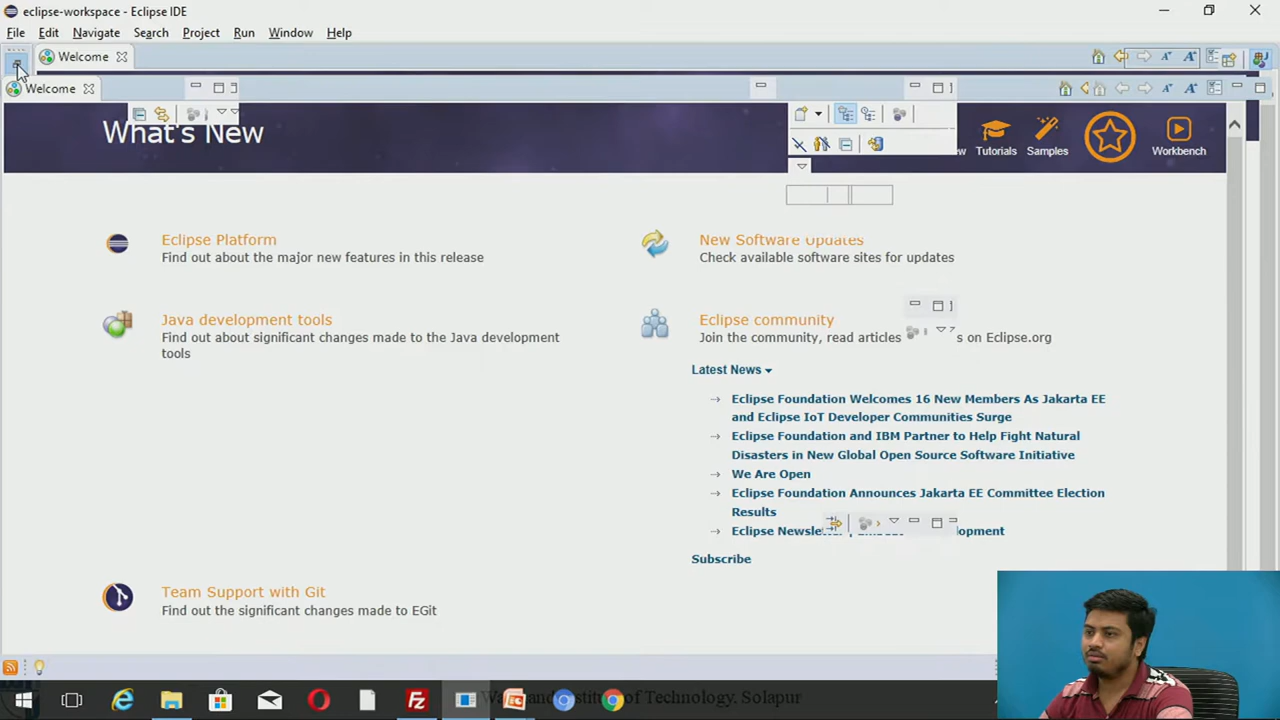 eclipse-workspace - Eclipse IDE
File Edit Navigate Search Project Run Window Help
Welcome
Welcome
What's New
Tutorials Samples Workbench
Eclipse Platform
Find out about the major new features in this release
New Software Updates
Check available software sites for updates
Java development tools
Find out about significant changes made to the Java development
tools
Eclipse community
Join the community, read articles s on Eclipse.org
Latest News
Eclipse Foundation Welcomes 16 New Members As Jakarta EE
and Eclipse IoT Developer Communities Surge
Eclipse Foundation and IBM Partner to Help Fight Natural
Disasters in New Global Open Source Software Initiative
We Are Open
Eclipse Foundation Announces Jakarta EE Committee Election
Results
Eclipse
Subscribe
Team Support with Git
Find out the significant changes made to EGit
of Technology, Solapur